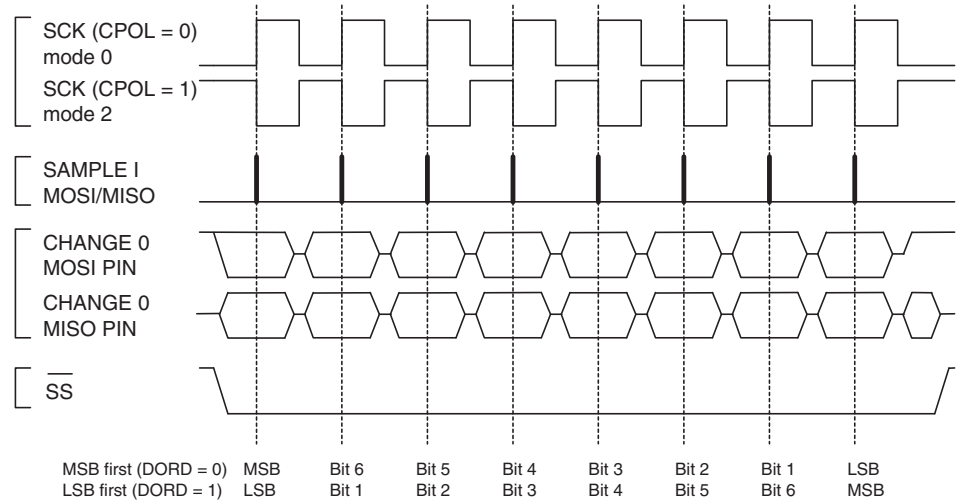 SCK (CPOL = 0)
mode 0
SCK (CPOL = 1)
mode 2
SAMPLE I
MOSI/MISO
CHANGE 0
MOSI PIN
CHANGE 0
MISO PIN
SS
MSB first (DORD = 0) MSB Bit 6 Bit 5 Bit 4 Bit 3 Bit 2 Bit 1 LSB
LSB first (DORD = 1) LSB Bit 1 Bit 2 Bit 3 Bit 4 Bit 5 Bit 6 MSB